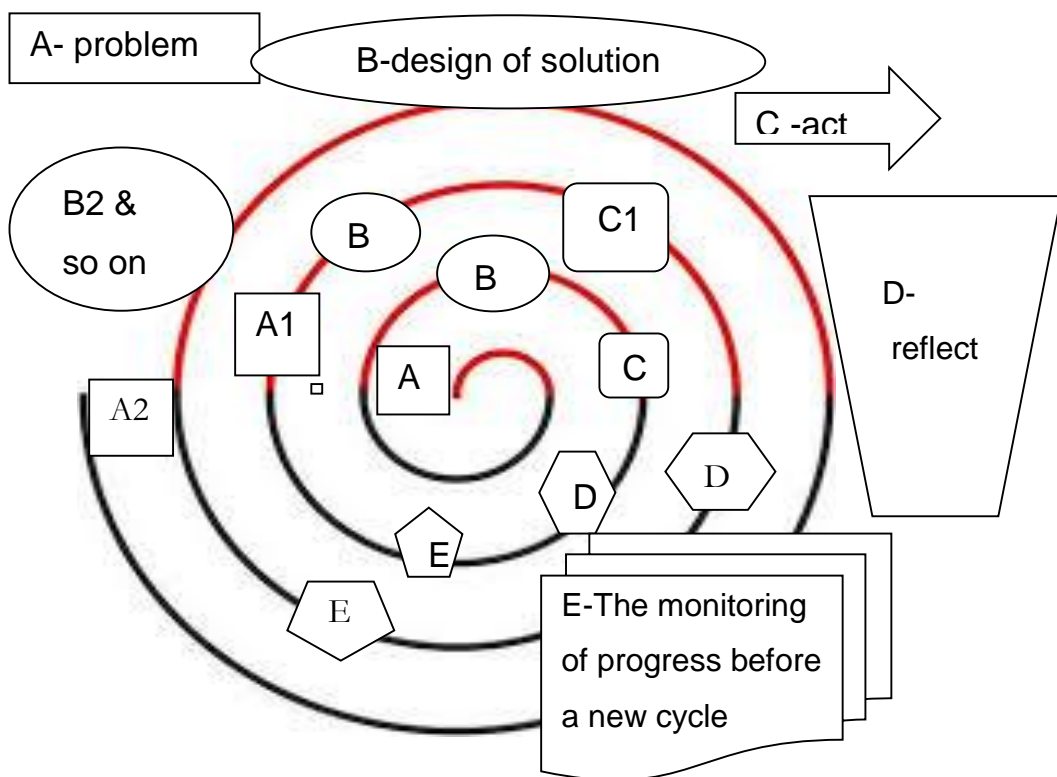 A- problem
B-design of solution
C -act
B2 &
so on
B
C1
B
D-
reflect
A1
A
C
A2
D
D
E
E
E-The monitoring
of progress before
a new cycle